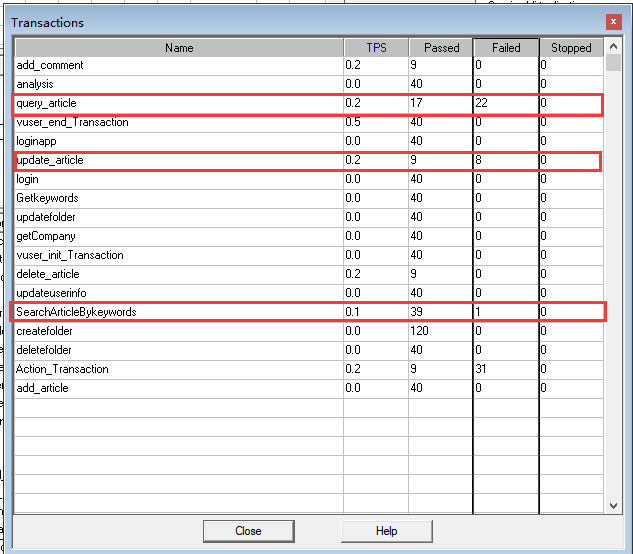 Transactions
Name TPS Passed Failed Stopped
add_comment 0.2 9 0 0
analysis 0.0 40 0 0
query_article 0.2 17 22 0
vuser_end_Transaction 0.5 40 0 0
loginapp 0.0 40 0 0
update_article 0.2 9 8 0
login 0.0 40 0 0
Getkeywords 0.0 40 0 0
updatefolder 0.0 40 0 0
getCompany 0.0 40 0 0
vuser_init_Transaction 0.0 40 0 0
delete_article 0.2 9 0 0
updateuserinfo 0.0 40 0 0
SearchArticleBykeywords 0.1 39 1 0
createfolder 0.0 120 0 0
deletefolder 0.0 40 0 0
Action_Transaction 0.2 9 31 0
add_article 0.0 40 0 0
Close Help